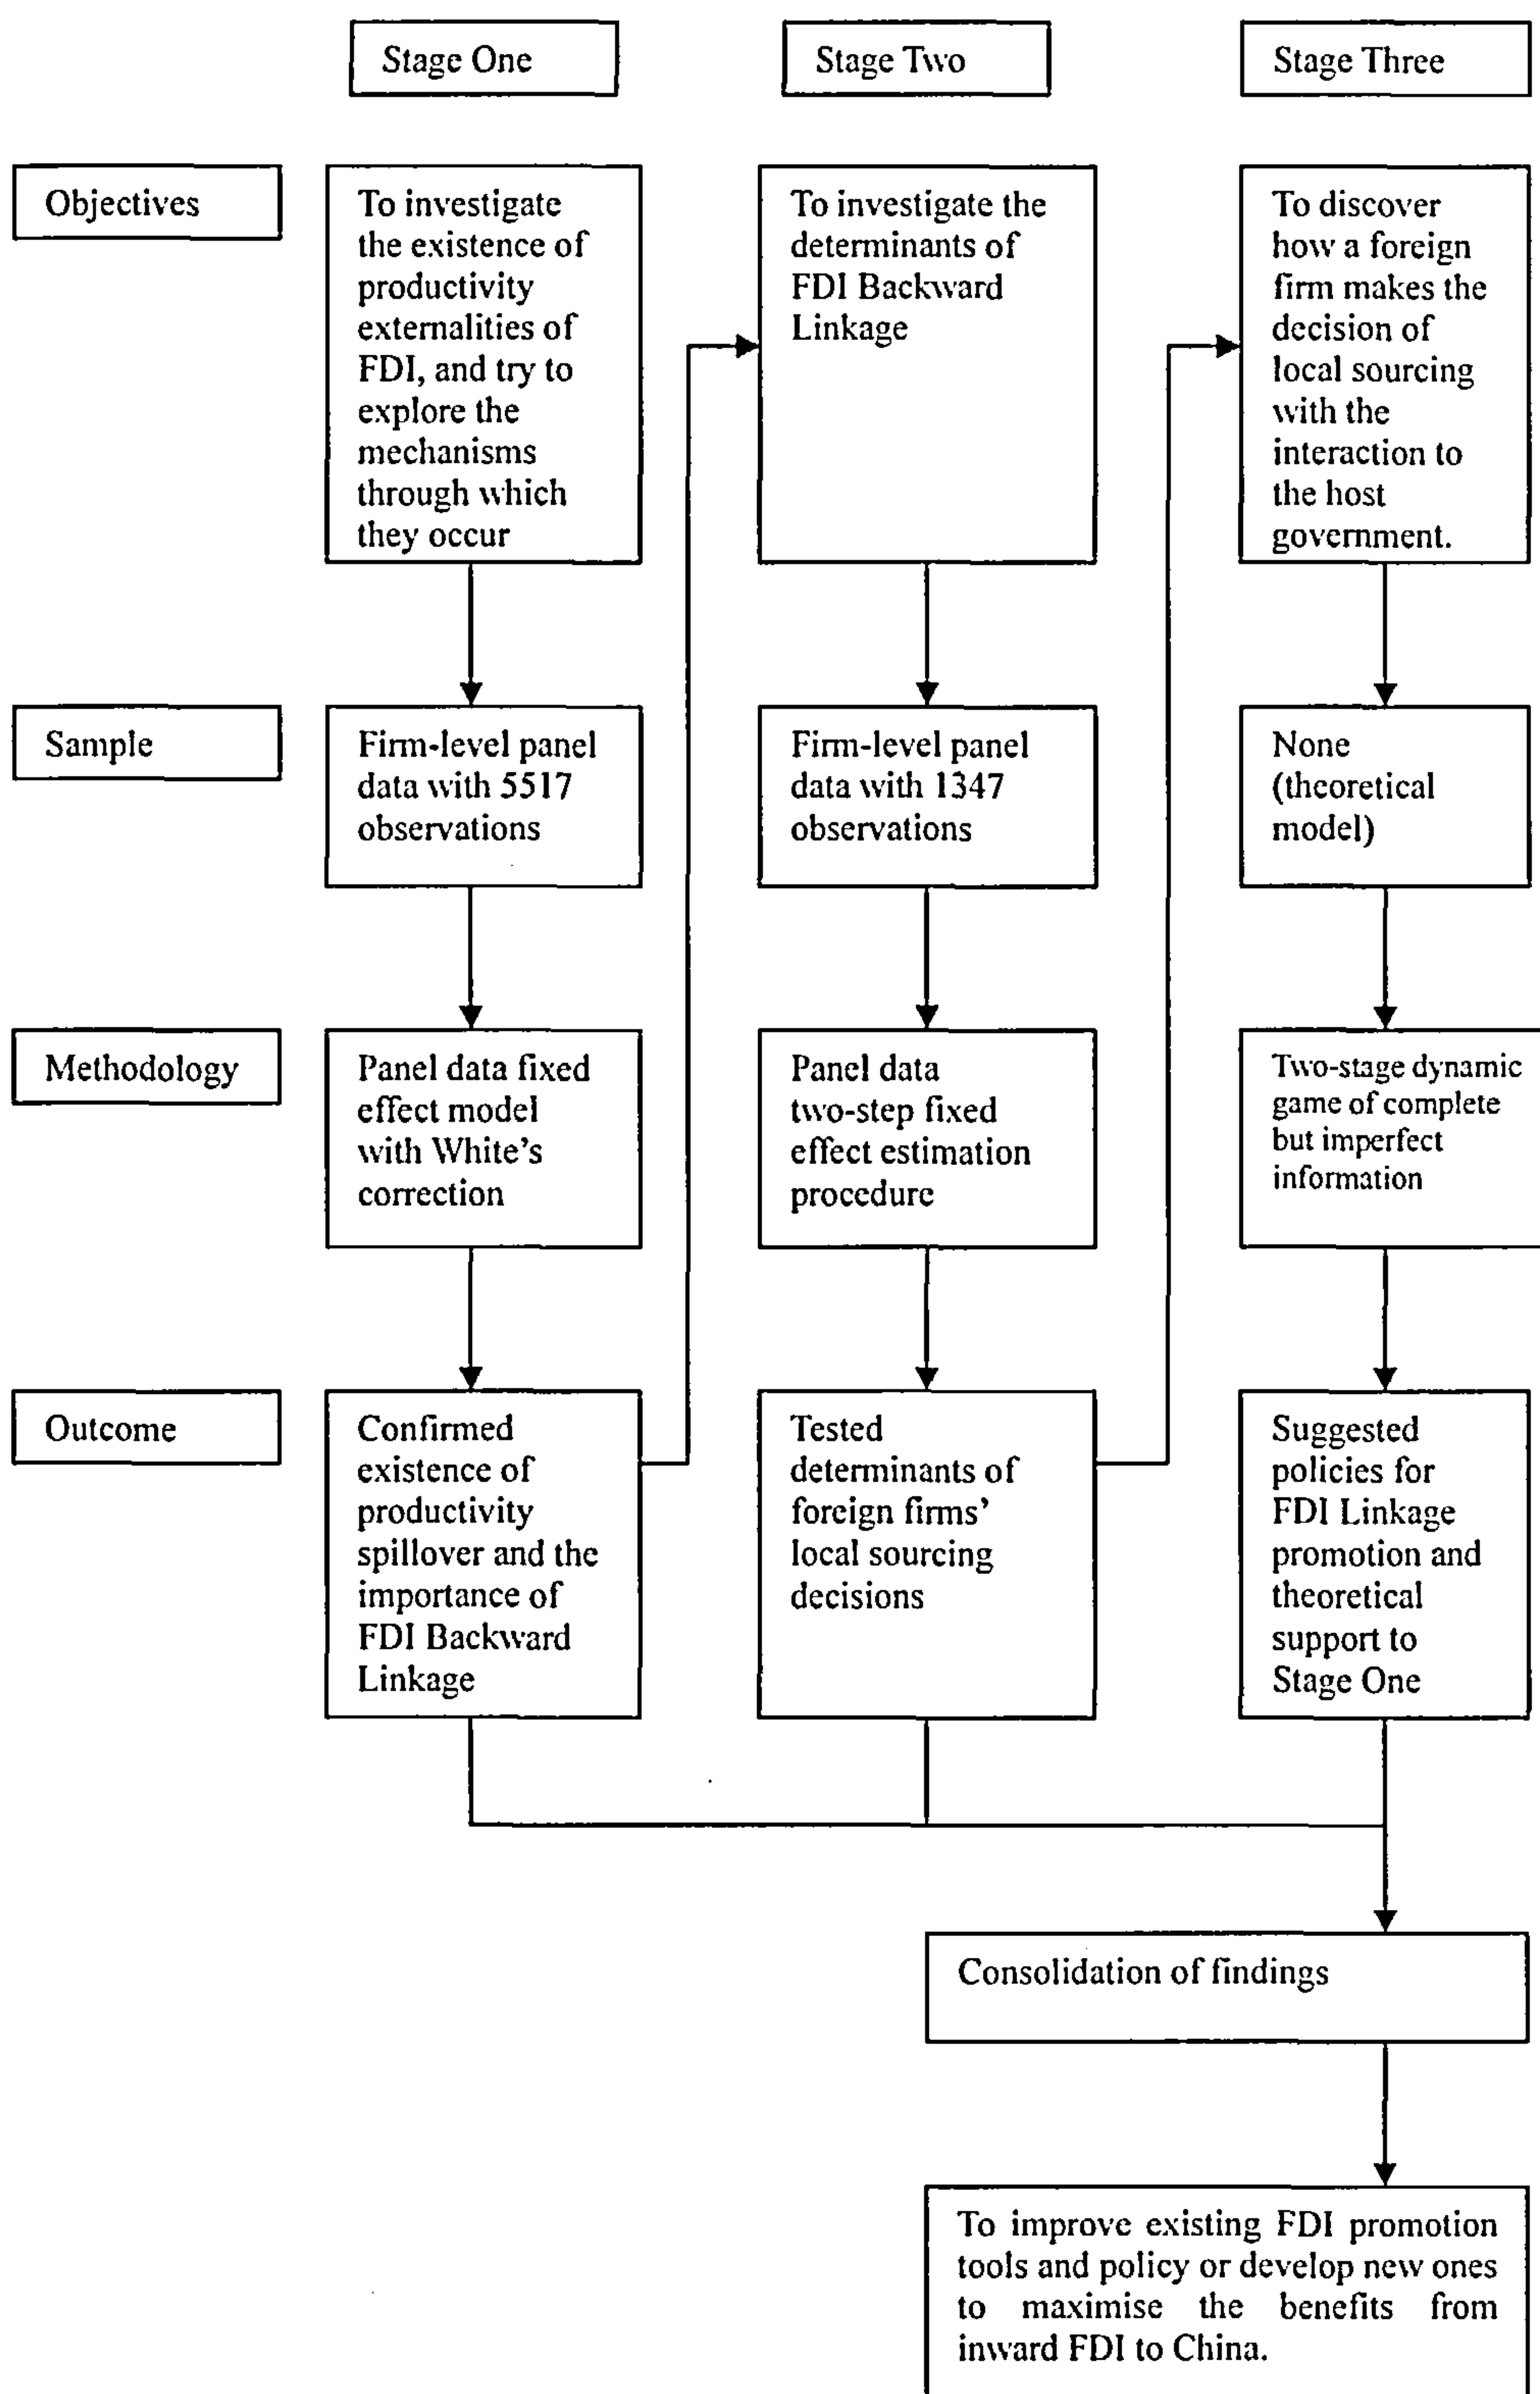 Stage One
Stage Two
Stage Three
Objectives
To investigate
the existence of
productivity
externalities of
FDI, and try to
explore the
mechanisms
through which
they occur
To investigate the
determinants of
FDI Backward
Linkage
To discover
how a foreign
firm makes the
decision of
local sourcing
with the
interaction to
the host
government.
Sample
Firm-level panel
data with 5517
observations
Firm-level panel
data with 1347
observations
None
(theoretical
model)
Methodology
Panel data fixed
effect model
with White's
correction
Panel data
two-step fixed
effect estimation
procedure
Two-stage dynamic
game of complete
but imperfect
information
Outcome
Confirmed
existence of
productivity
spillover and the
importance of
FDI Backward
Linkage
Tested
determinants of
foreign firms'
local sourcing
decisions
Suggested
policies for
FDI Linkage
promotion and
theoretical
support to
Stage One
Consolidation of findings
To improve existing FDI promotion
tools and policy or develop new ones
to maximise the benefits from
inward FDI to China.